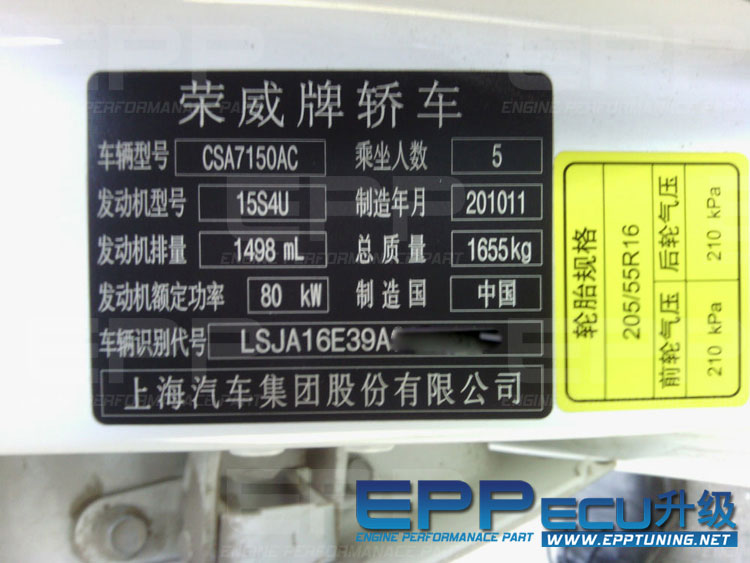 荣威牌轿车
车辆型号 CSA7150AC 乘坐人数 5
发动机型号 15S4U 制造年月 201011
发动机排量 1498 mL 总质量 1655kg
发动机额定功率 80 kW 制造国 中国
车辆识别代号 LSJA16E39A
上海汽车集团股份有限公司
轮胎规格 205/55R16
前轮气压 210 kPa 后轮气压 210 kPa
EPP ECU升级
ENGINE PERFORMANACE PART
WWW.EPPTUNING.NET
EPP
ENGINE PERFORMANCE PART